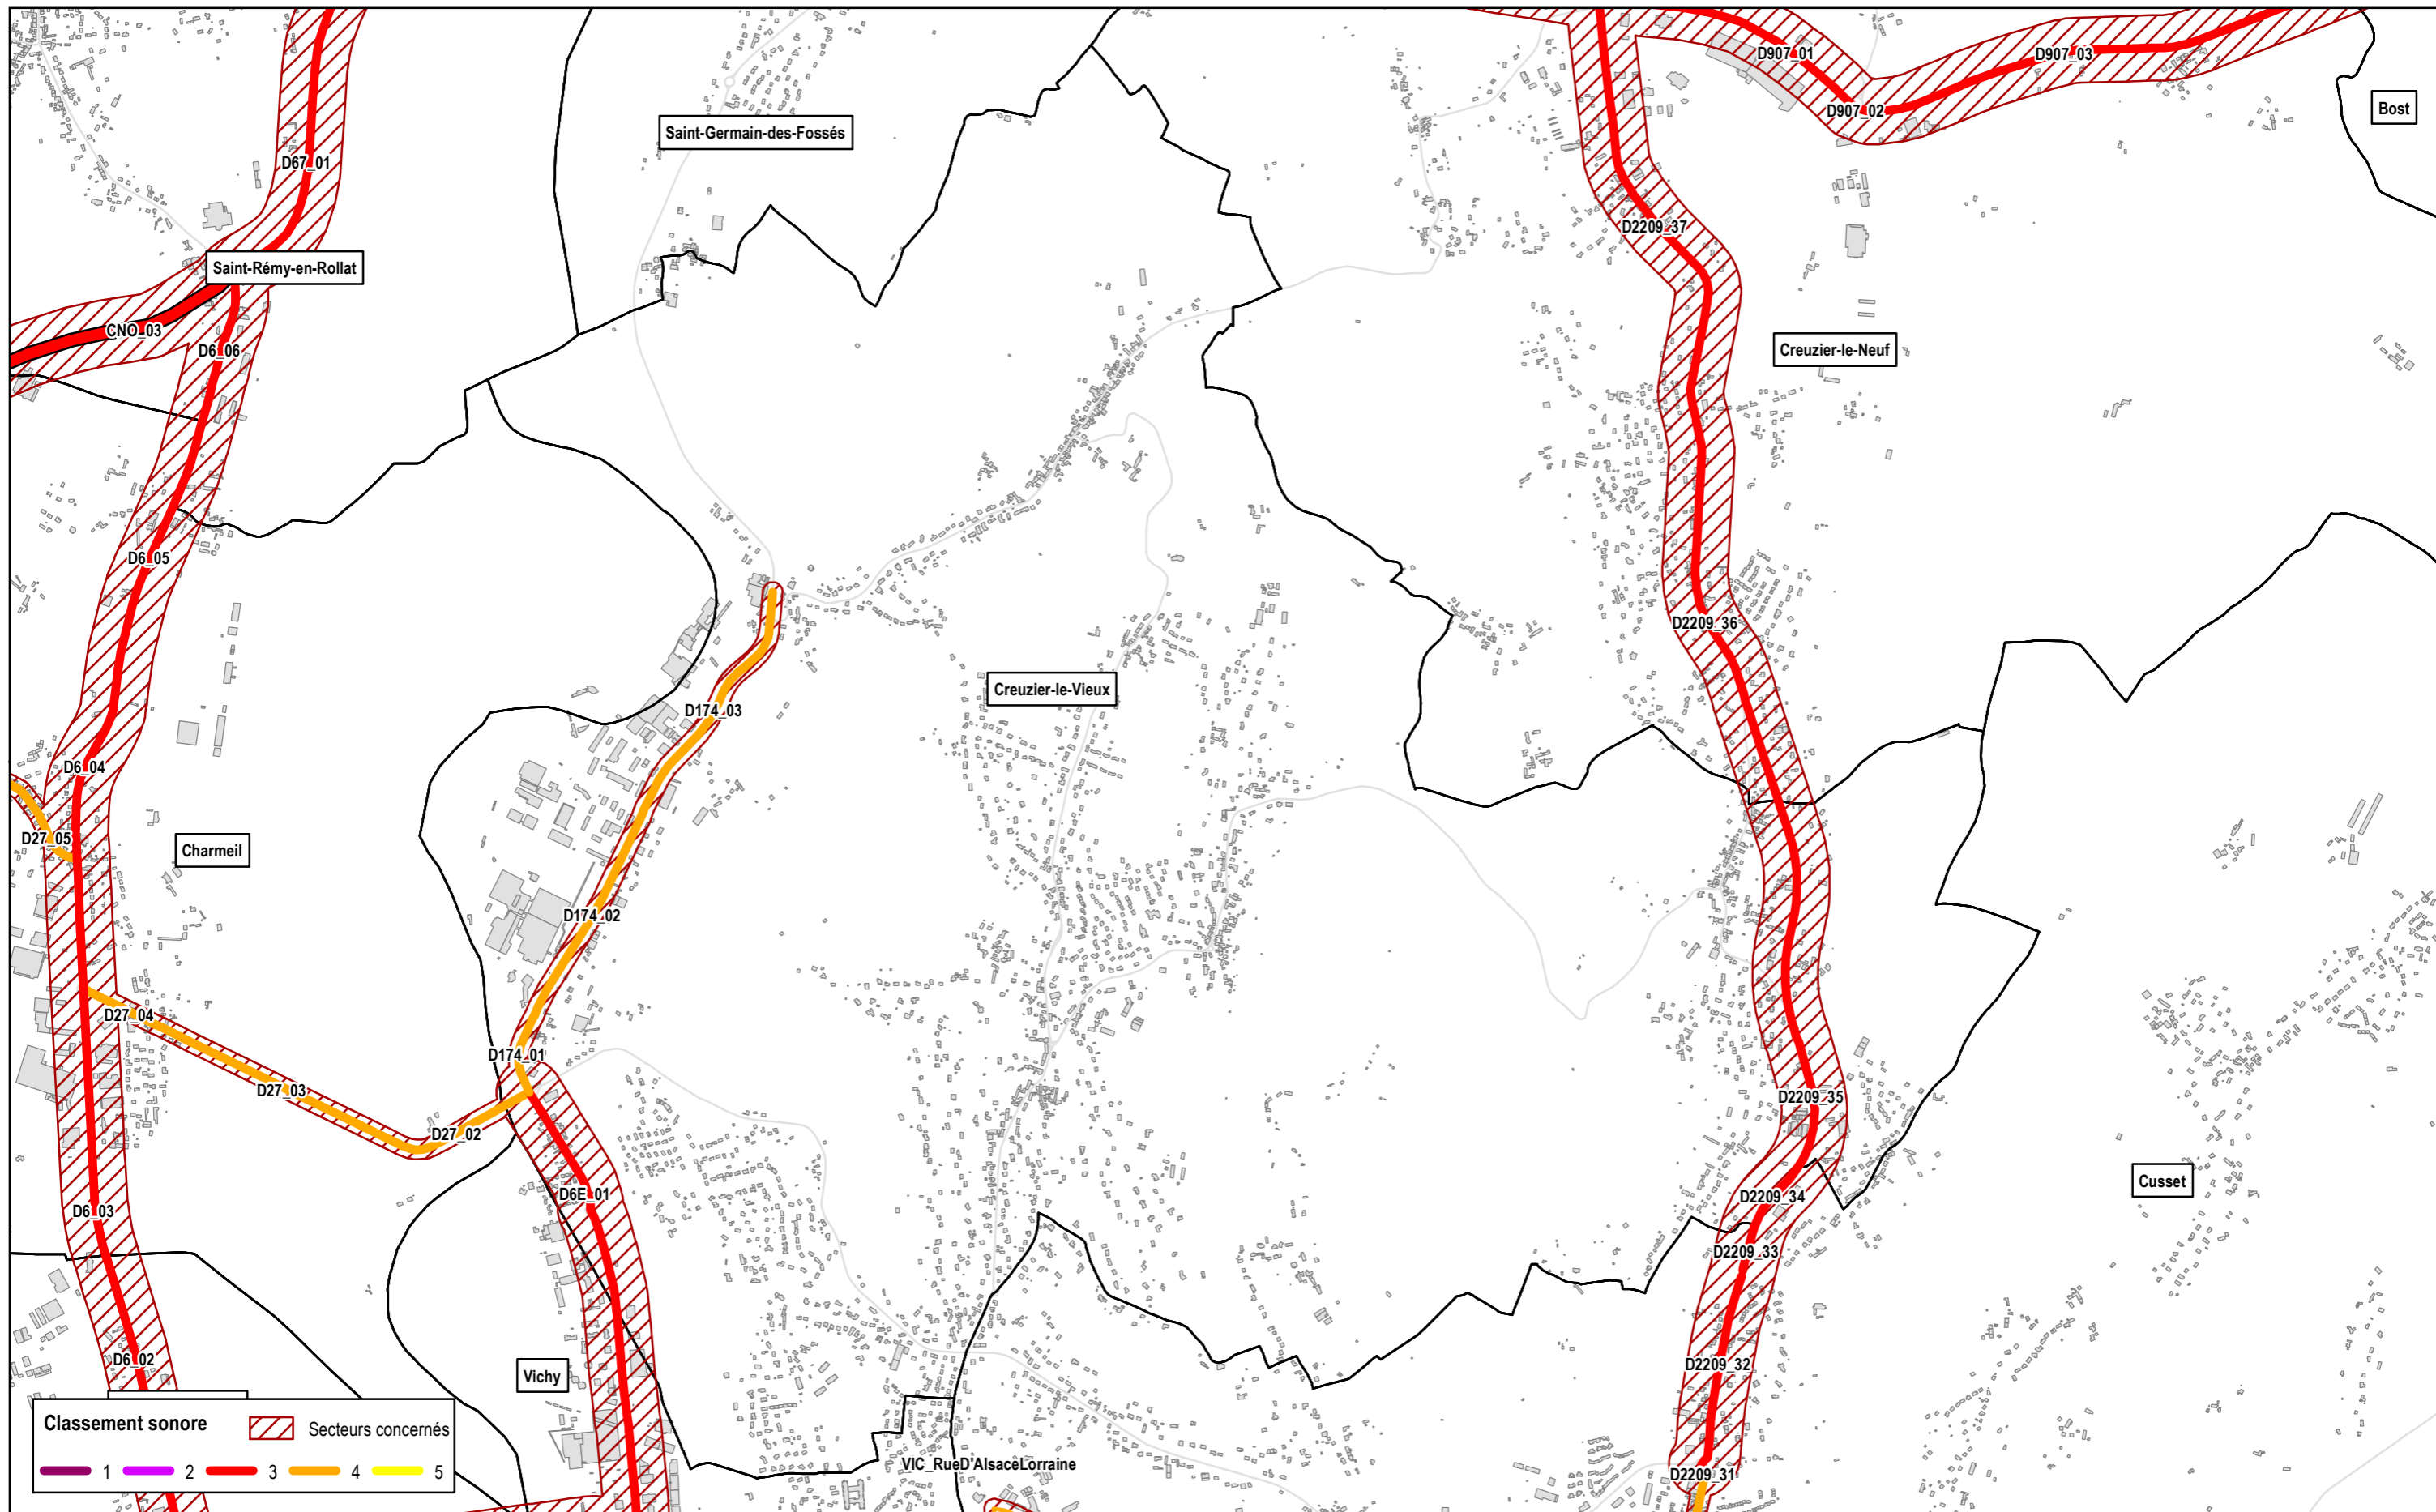 D907_01
D907_03
Bost
D907_02
Saint-Germain-des-Fossés
D67_01
D2209_37
Saint-Rémy-en-Rollat
CNO_03
D6_06
Creuzier-le-Neuf
D6_05
D2209_36
Creuzier-le-Vieux
D174_03
D6_04
D27_05
Charmeil
D174_02
D27_04
D174_01
D27_03
D2209_35
D27_02
Cusset
D6E_01
D2209_34
D6_03
D2209_33
D6_02
D2209_32
Vichy
Classement sonore
Secteurs concernés
1 2 3 4 5
VIC_RueD'AlsaceLorraine
D2209_31